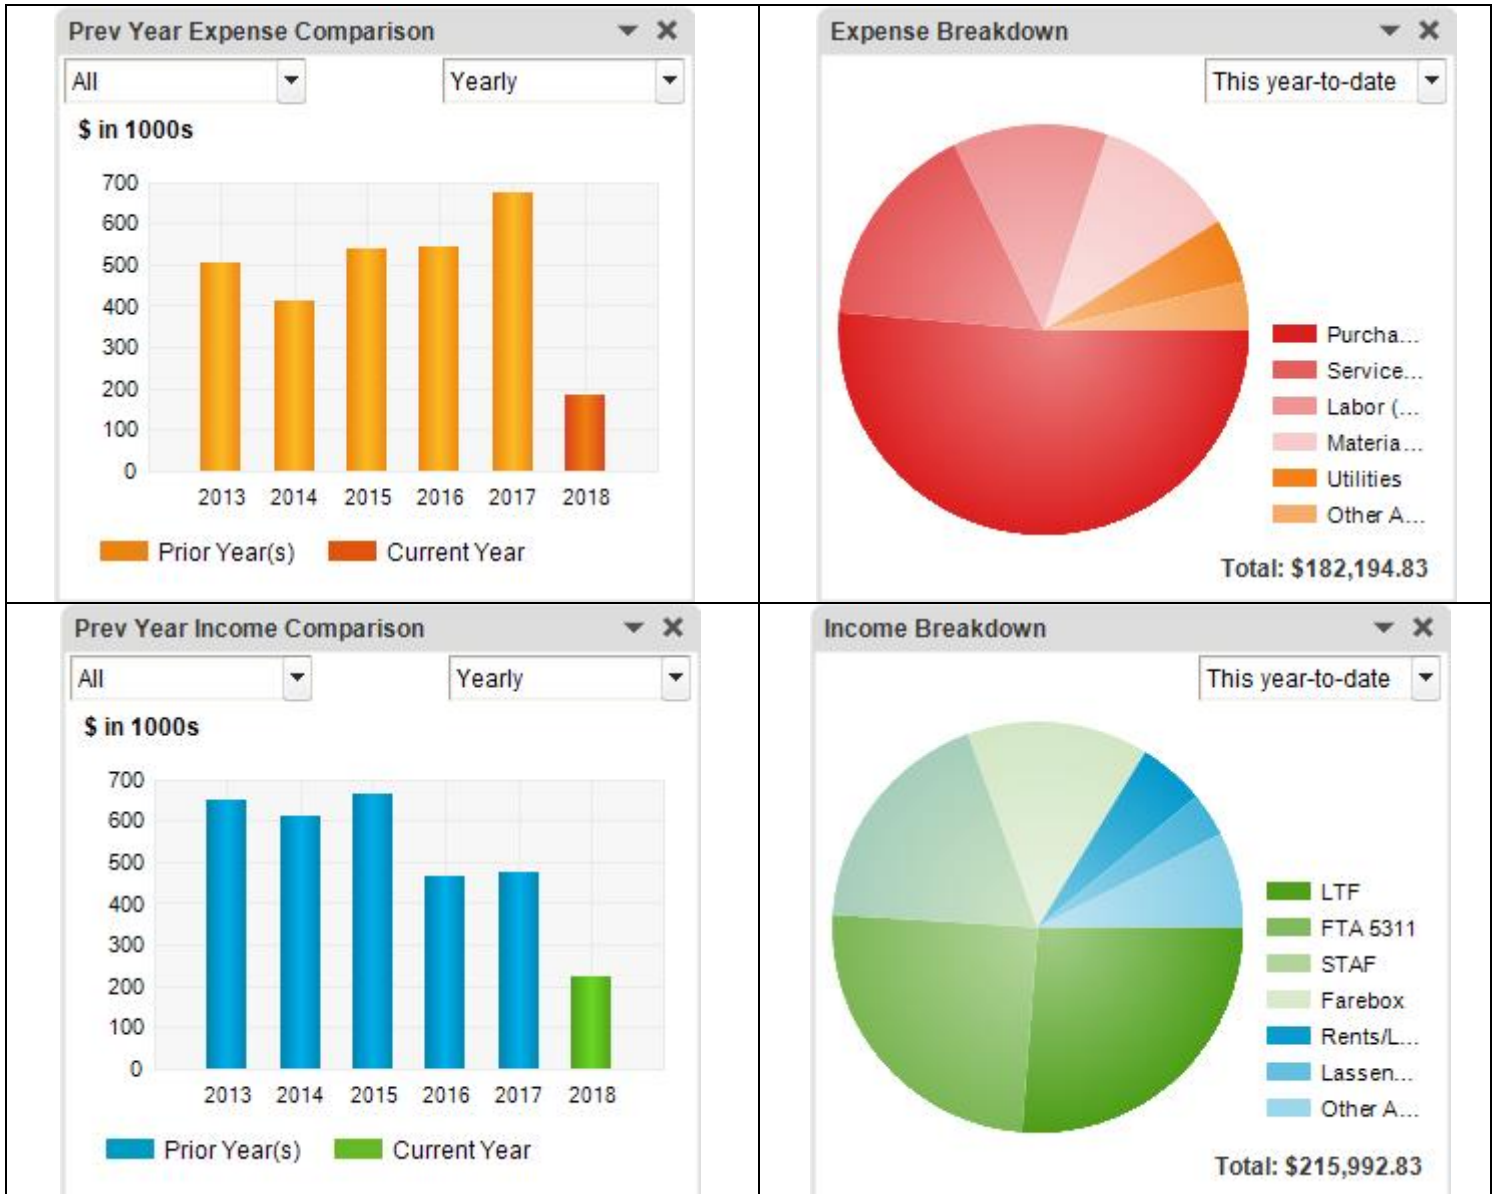 Prev Year Expense Comparison
All
Yearly
$ in 1000s
700
600
500
400
300
200
100
0
2013 2014 2015 2016 2017 2018
Prior Year(s) Current Year
Expense Breakdown
This year-to-date
Purcha...
Service...
Labor (...
Materia...
Utilities
Other A...
Total: $182,194.83
Prev Year Income Comparison
All
Yearly
$ in 1000s
700
600
500
400
300
200
100
0
2013 2014 2015 2016 2017 2018
Prior Year(s) Current Year
Income Breakdown
This year-to-date
LTF
FTA 5311
STAF
Farebox
Rents/L...
Lassen...
Other A...
Total: $215,992.83